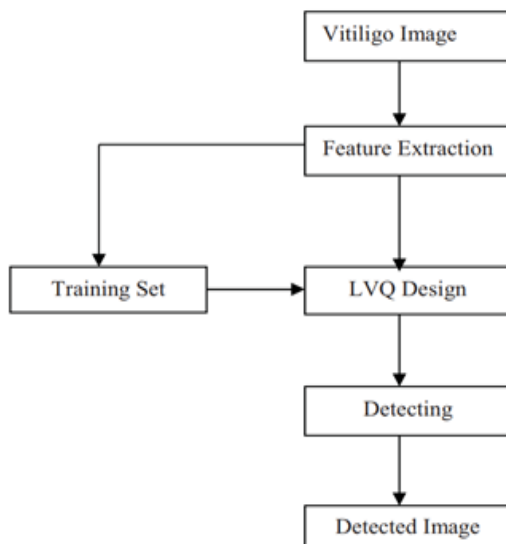 Vitiligo Image
Feature Extraction
Training Set
LVQ Design
Detecting
Detected Image